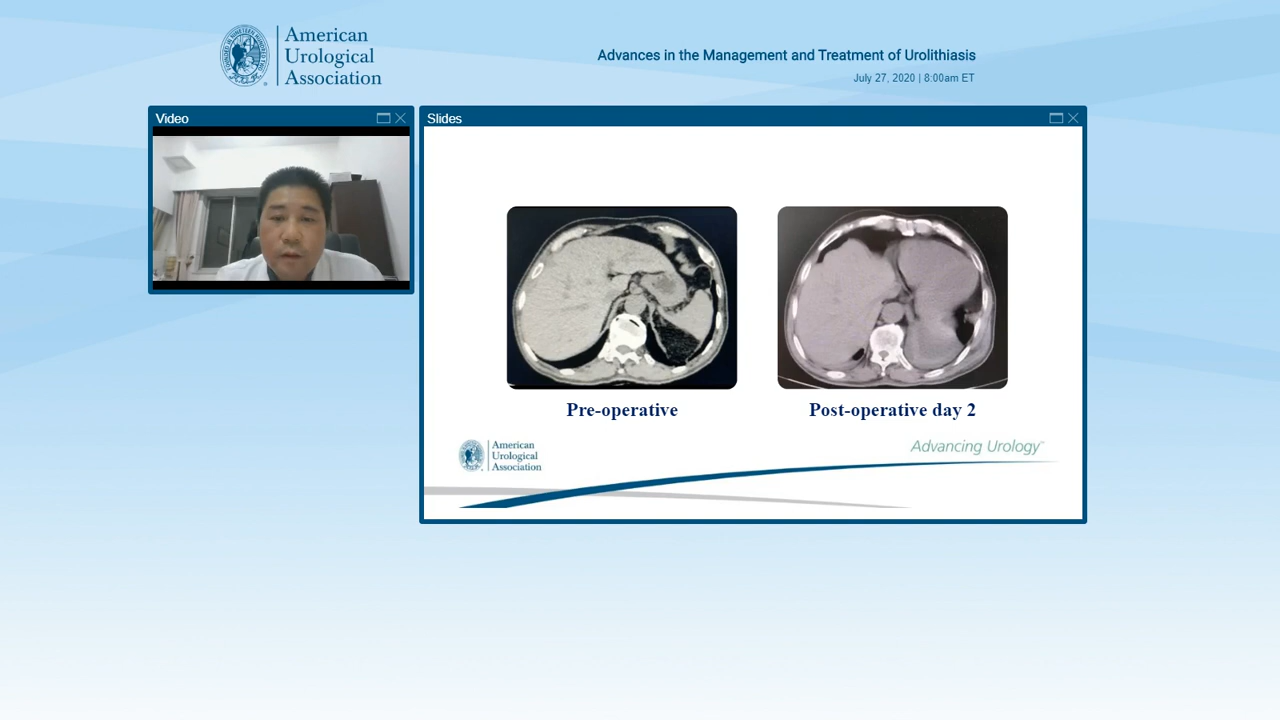 American
Urological
Association
Advances in the Management and Treatment of Urolithiasis
July 27, 2020 | 8:00am ET
Video
Slides
Pre-operative
Post-operative day 2
American
Urological
Association
Advancing Urology™